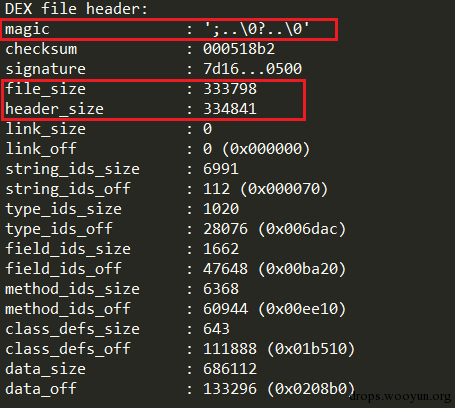 DEX file header:
magic : ';..\0?..\0'
checksum : 000518b2
signature : 7d16...0500
file_size : 333798
header_size : 334841
link_size : 0
link_off : 0 (0x000000)
string_ids_size : 6991
string_ids_off : 112 (0x000070)
type_ids_size : 1020
type_ids_off : 28076 (0x006dac)
field_ids_size : 1662
field_ids_off : 47648 (0x00ba20)
method_ids_size : 6368
method_ids_off : 60944 (0x00ee10)
class_defs_size : 643
class_defs_off : 111888 (0x01b510)
data_size : 686112
data_off : 133296 (0x0208b0)
drops.wooyun.org